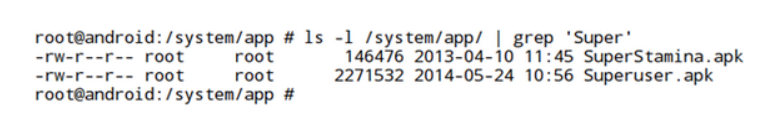 root@android:/system/app # ls -l /system/app/ | grep 'Super'
-rw-r--r-- root     root       146476 2013-04-10 11:45 SuperStamina.apk
-rw-r--r-- root     root      2271532 2014-05-24 10:56 Superuser.apk
root@android:/system/app #